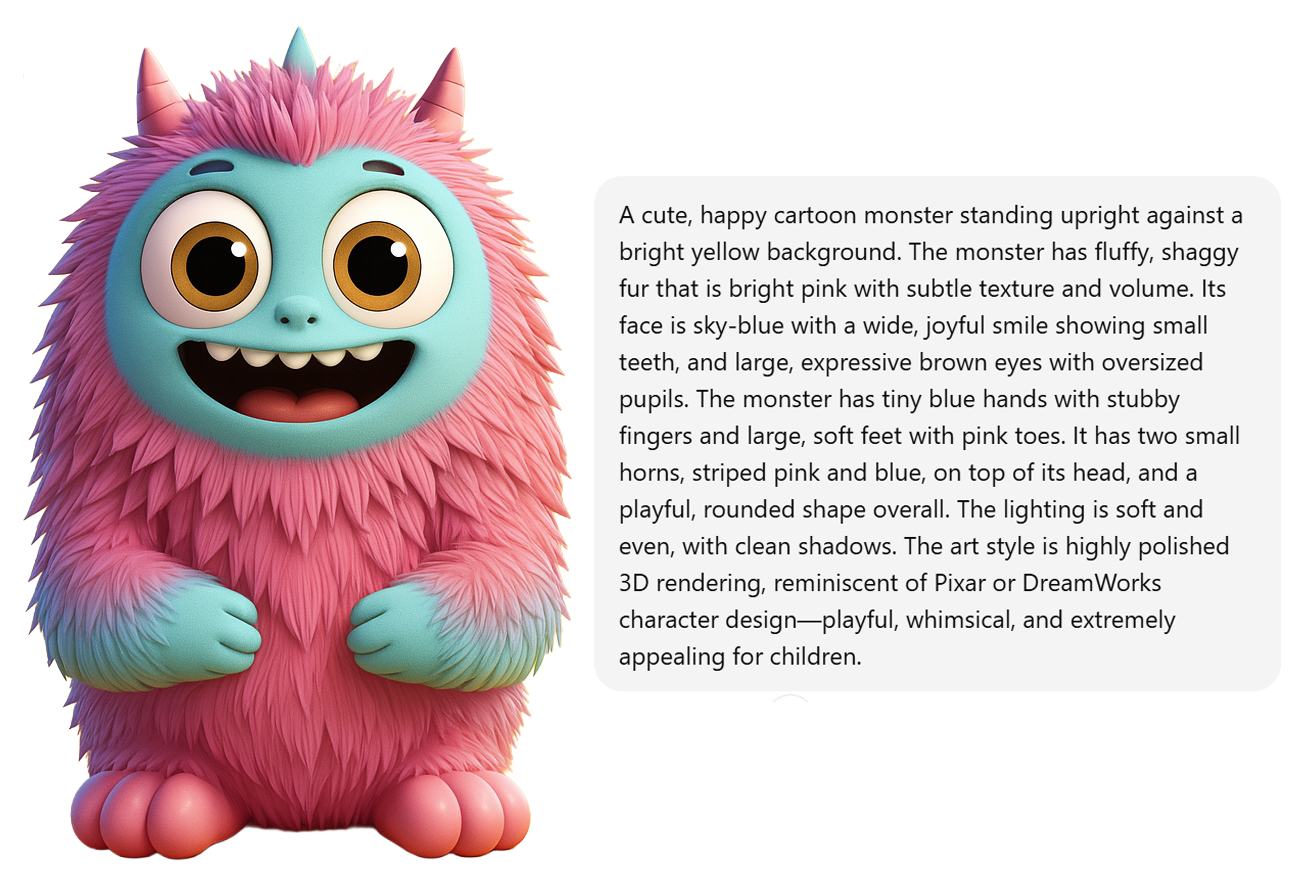 A cute, happy cartoon monster standing upright against a
bright yellow background. The monster has fluffy, shaggy
fur that is bright pink with subtle texture and volume. Its
face is sky-blue with a wide, joyful smile showing small
teeth, and large, expressive brown eyes with oversized
pupils. The monster has tiny blue hands with stubby
fingers and large, soft feet with pink toes. It has two small
horns, striped pink and blue, on top of its head, and a
playful, rounded shape overall. The lighting is soft and
even, with clean shadows. The art style is highly polished
3D rendering, reminiscent of Pixar or DreamWorks
character design—playful, whimsical, and extremely
appealing for children.